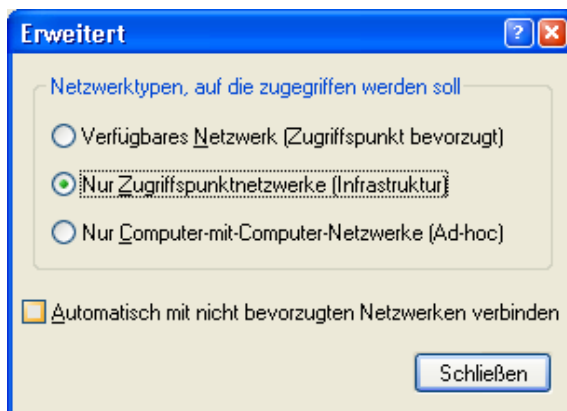 Erweitert
Netzwerktypen, auf die zugegriffen werden soll
Verfügbares Netzwerk (Zugriffspunkt bevorzugt)
Nur Zugriffspunktnetzwerke (Infrastruktur)
Nur Computer-mit-Computer-Netzwerke (Ad-hoc)
Automatisch mit nicht bevorzugten Netzwerken verbinden
Schließen